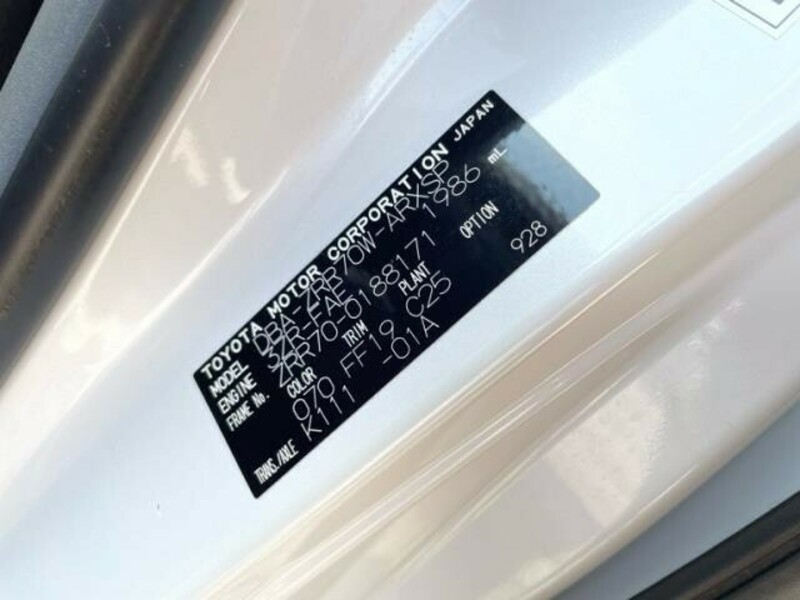 TOYOTA MOTOR CORPORATION JAPAN
MODEL DBA-ZRR70W-ARXSP
ENGINE 3ZR-FAE 1986 mL
FRAME No. ZRR70-0188171
COLOR TRIM PLANT OPTION
070 FF19 C25 928
TRANS./AXLE K111 -01A